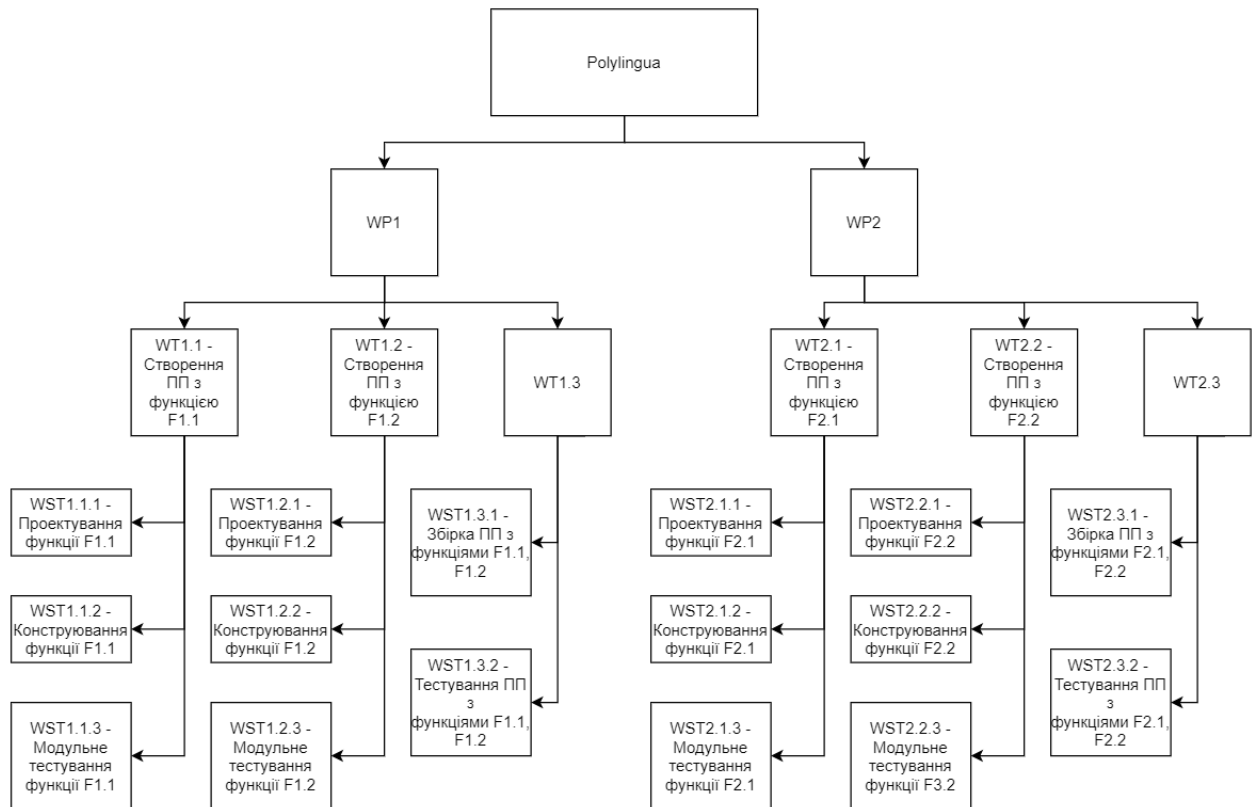 Polylingua
WP1
WP2
WT1.1 -
Створення
ПП з
функцією
F1.1
WT1.2 -
Створення
ПП з
функцією
F1.2
WT1.3
WT2.1 -
Створення
ПП з
функцією
F2.1
WT2.2 -
Створення
ПП з
функцією
F2.2
WT2.3
WST1.1.1 -
Проектування
функції F1.1
WST1.2.1 -
Проектування
функції F1.2
WST1.3.1 -
Збірка ПП з
функціями F1.1,
F1.2
WST2.1.1 -
Проектування
функції F2.1
WST2.2.1 -
Проектування
функції F2.2
WST2.3.1 -
Збірка ПП з
функціями F2.1,
F2.2
WST1.1.2 -
Конструювання
функції F1.1
WST1.2.2 -
Конструювання
функції F1.2
WST1.3.2 -
Тестування ПП
з
функціями F1.1,
F1.2
WST2.1.2 -
Конструювання
функції F2.1
WST2.2.2 -
Конструювання
функції F2.2
WST2.3.2 -
Тестування ПП
з
функціями F2.1,
F2.2
WST1.1.3 -
Модульне
тестування
функції F1.1
WST1.2.3 -
Модульне
тестування
функції F1.2
WST2.1.3 -
Модульне
тестування
функції F2.1
WST2.2.3 -
Модульне
тестування
функції F3.2